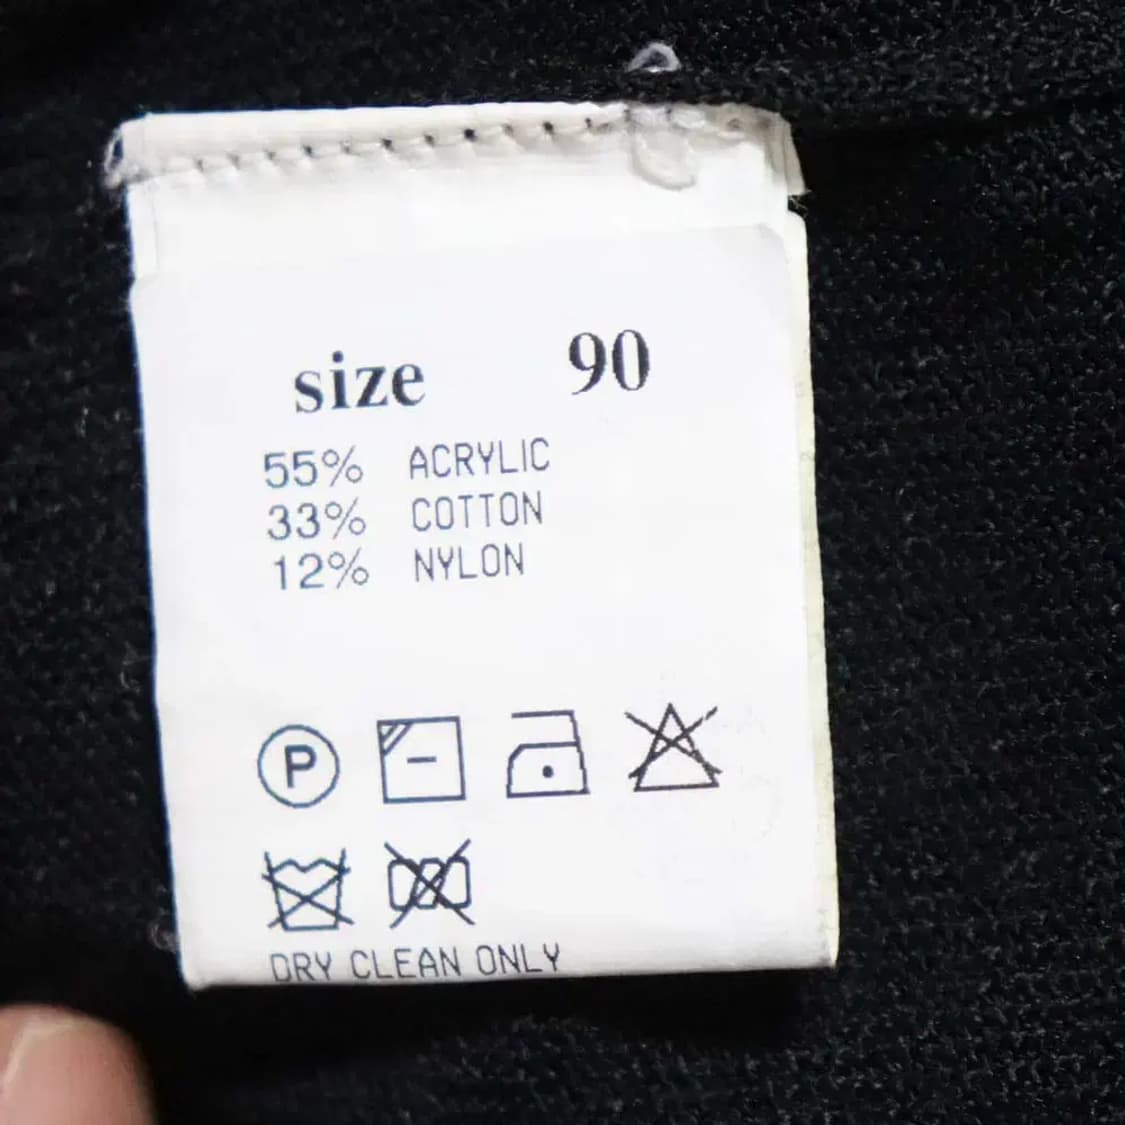 size 90
55% ACRYLIC
33% COTTON
12% NYLON
P
DRY CLEAN ONLY